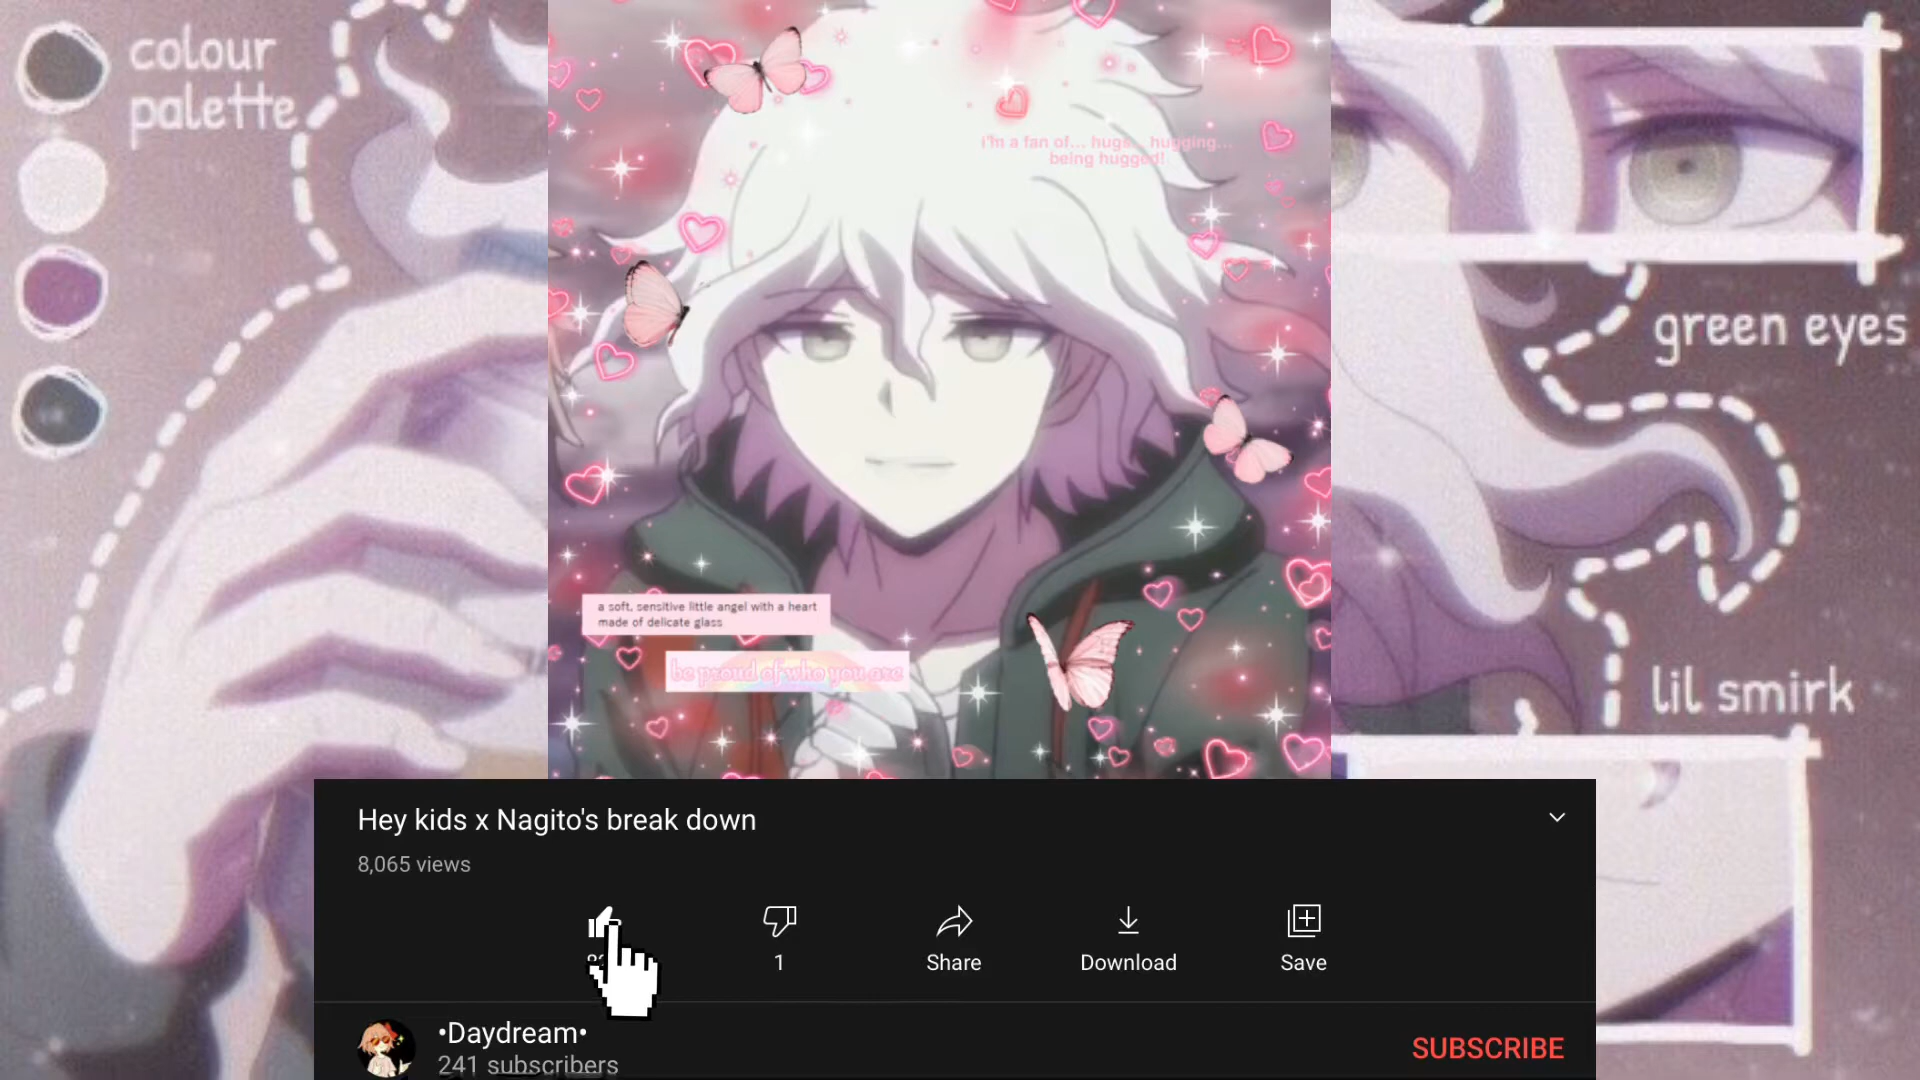 colour
palette
i'm a fan of... hugs... hugging...
being hugged!
green eyes
a soft, sensitive little angel with a heart
made of delicate glass
be proud of who you are
lil smirk
Hey kids x Nagito's break down
8,065 views
1
Share
Download
Save
•Daydream•
241 subscribers
SUBSCRIBE